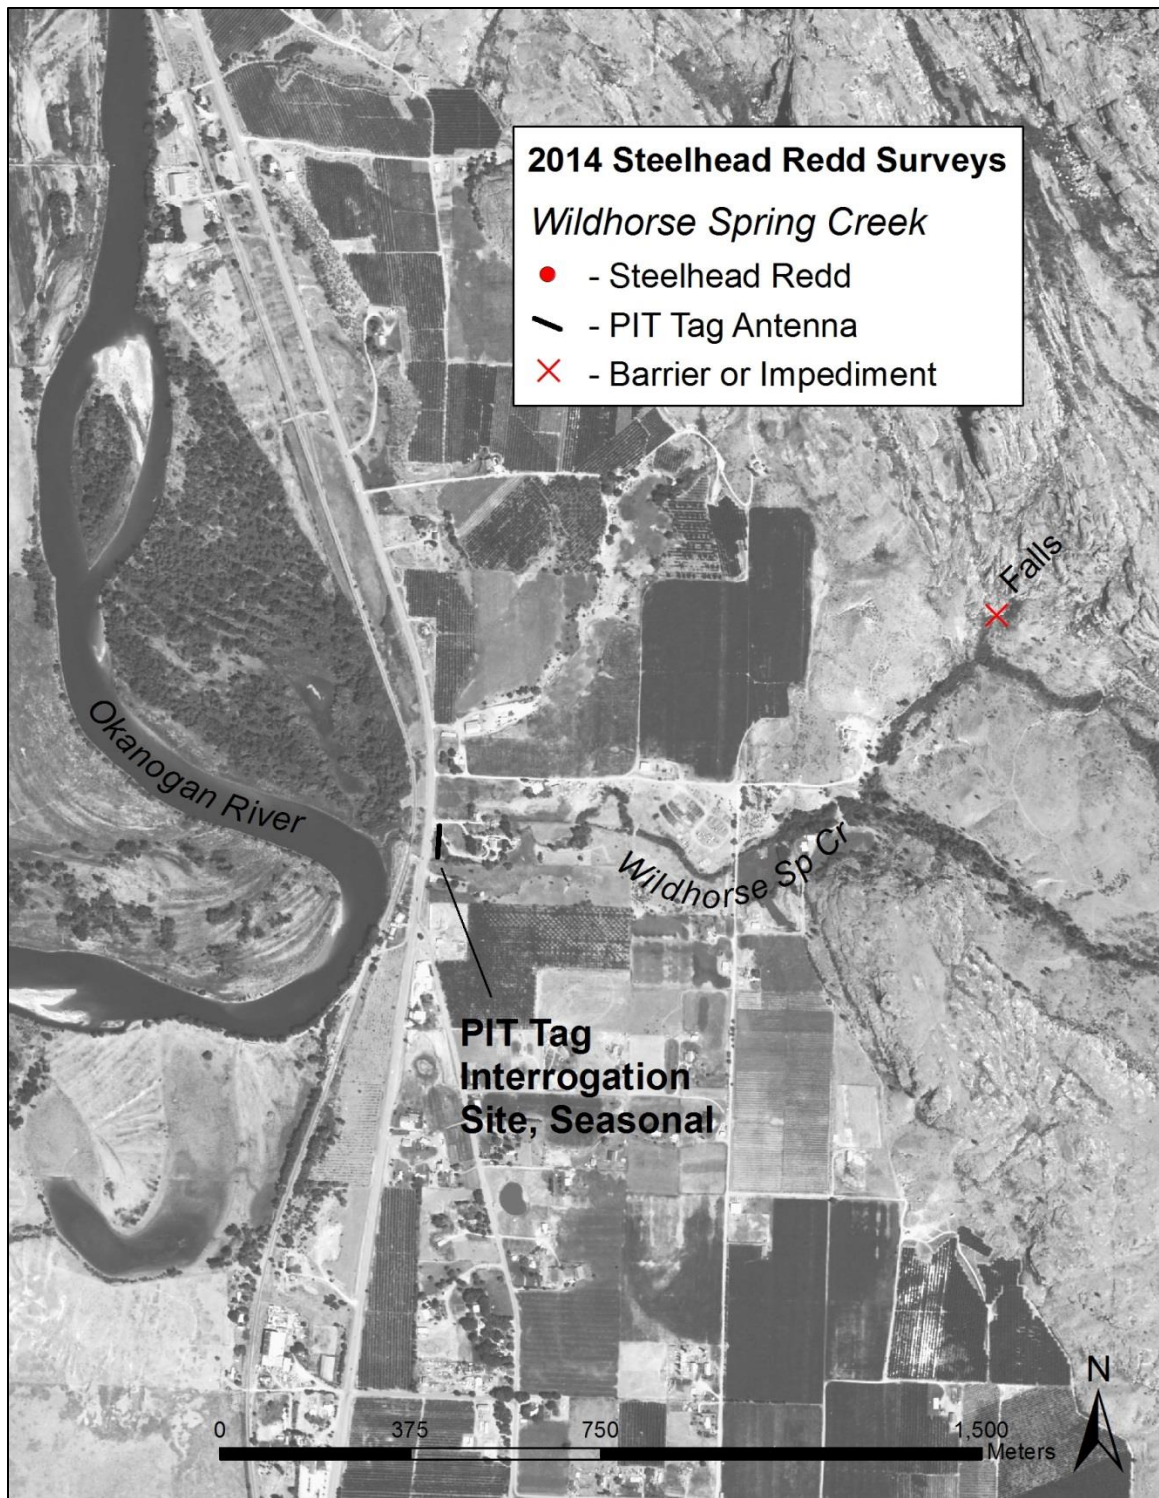 2014 Steelhead Redd Surveys
Wildhorse Spring Creek
- Steelhead Redd
- PIT Tag Antenna
- Barrier or Impediment
Falls
Okanogan River
Wildhorse Sp Cr
PIT Tag
Interrogation
Site, Seasonal
N
0 375 750 1,500
Meters